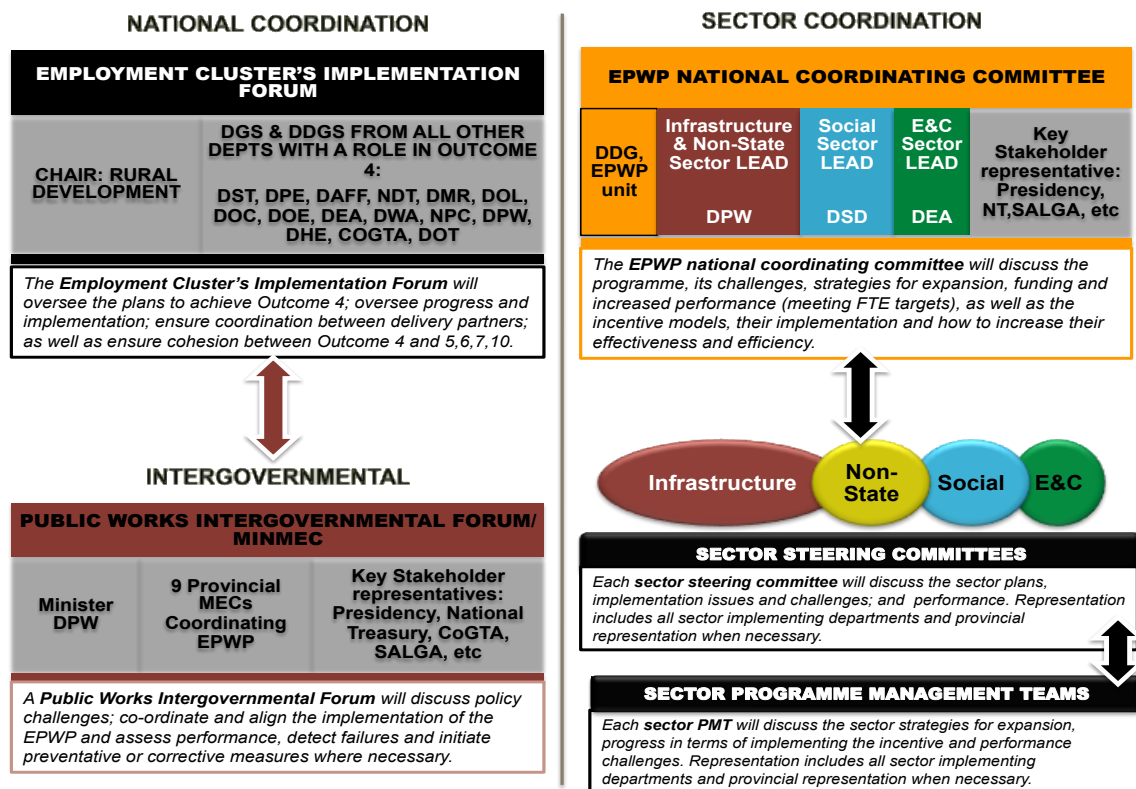 NATIONAL COORDINATION
EMPLOYMENT CLUSTER'S IMPLEMENTATION
FORUM
CHAIR: RURAL
DEVELOPMENT
DGS & DDGS FROM ALL OTHER
DEPTS WITH A ROLE IN OUTCOME
4:
DST, DPE, DAFF, NDT, DMR, DOL,
DOC, DOE, DEA, DWA, NPC, DPW,
DHE, COGTA, DOT
The Employment Cluster's Implementation Forum will
oversee the plans to achieve Outcome 4; oversee progress and
implementation; ensure coordination between delivery partners;
as well as ensure cohesion between Outcome 4 and 5,6,7,10.
INTERGOVERNMENTAL
PUBLIC WORKS INTERGOVERNMENTAL FORUM/
MINMEC
Minister
DPW
9 Provincial
MECs
Coordinating
EPWP
Key Stakeholder
representatives:
Presidency, National
Treasury, CoGTA,
SALGA, etc
A Public Works Intergovernmental Forum will discuss policy
challenges; co-ordinate and align the implementation of the
EPWP and assess performance, detect failures and initiate
preventative or corrective measures where necessary.
SECTOR COORDINATION
EPWP NATIONAL COORDINATING COMMITTEE
DDG,
EPWP
unit
Infrastructure
& Non-State
Sector LEAD
DPW
Social
Sector
LEAD
DSD
E&C
Sector
LEAD
DEA
Key
Stakeholder
representative:
Presidency,
NT,SALGA, etc
The EPWP national coordinating committee will discuss the
programme, its challenges, strategies for expansion, funding and
increased performance (meeting FTE targets), as well as the
incentive models, their implementation and how to increase their
effectiveness and efficiency.
Infrastructure
Non-
State
Social
E&C
SECTOR STEERING COMMITTEES
Each sector steering committee will discuss the sector plans,
implementation issues and challenges; and performance. Representation
includes all sector implementing departments and provincial
representation when necessary.
SECTOR PROGRAMME MANAGEMENT TEAMS
Each sector PMT will discuss the sector strategies for expansion,
progress in terms of implementing the incentive and performance
challenges. Representation includes all sector implementing
departments and provincial representation when necessary.